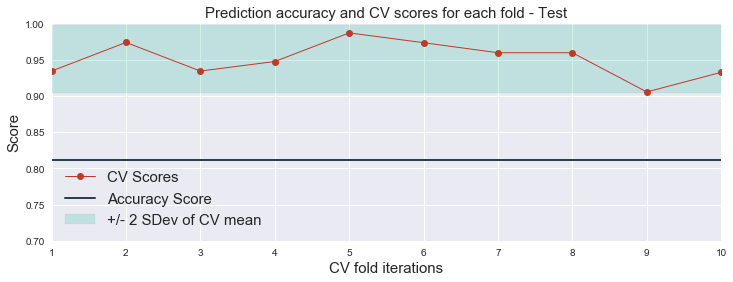 Prediction accuracy and CV scores for each fold - Test
1.00
0.95
0.90
0.85
0.80
0.75
0.70
Score
CV Scores
Accuracy Score
+/- 2 SDev of CV mean
1 2 3 4 5 6 7 8 9 10
CV fold iterations